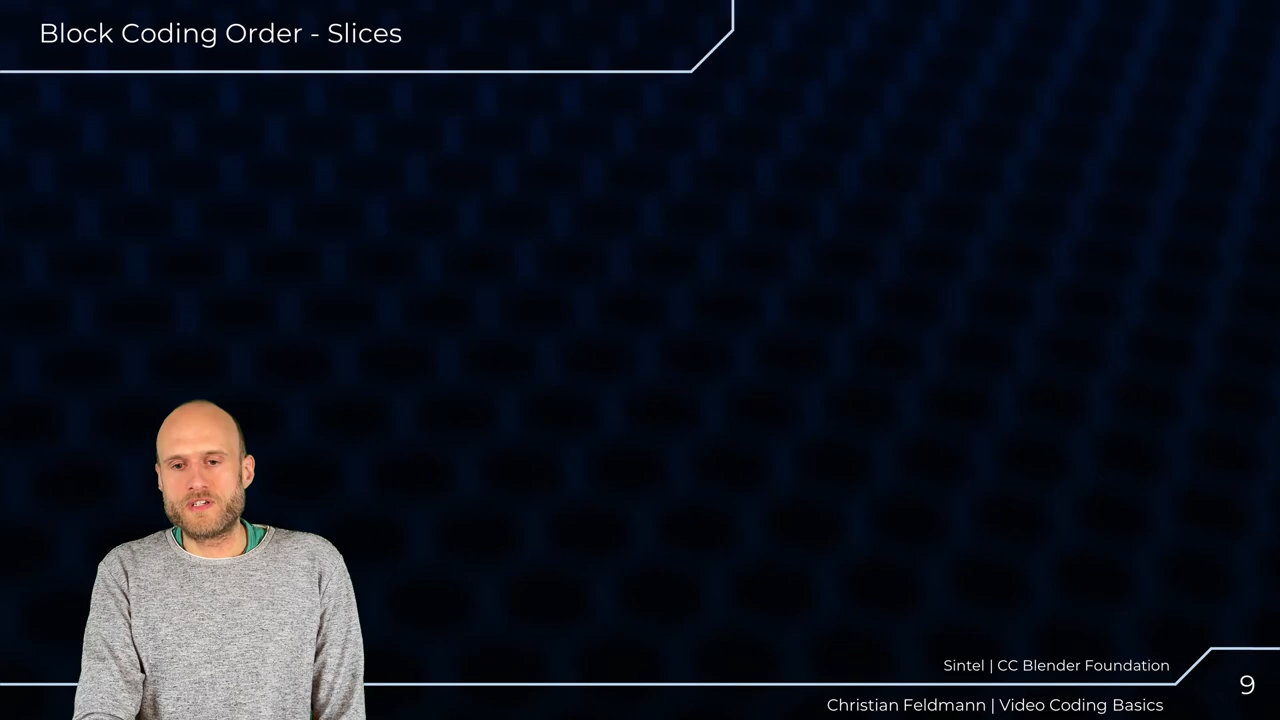 Block Coding Order - Slices
Sintel | CC Blender Foundation
9
Christian Feldmann | Video Coding Basics